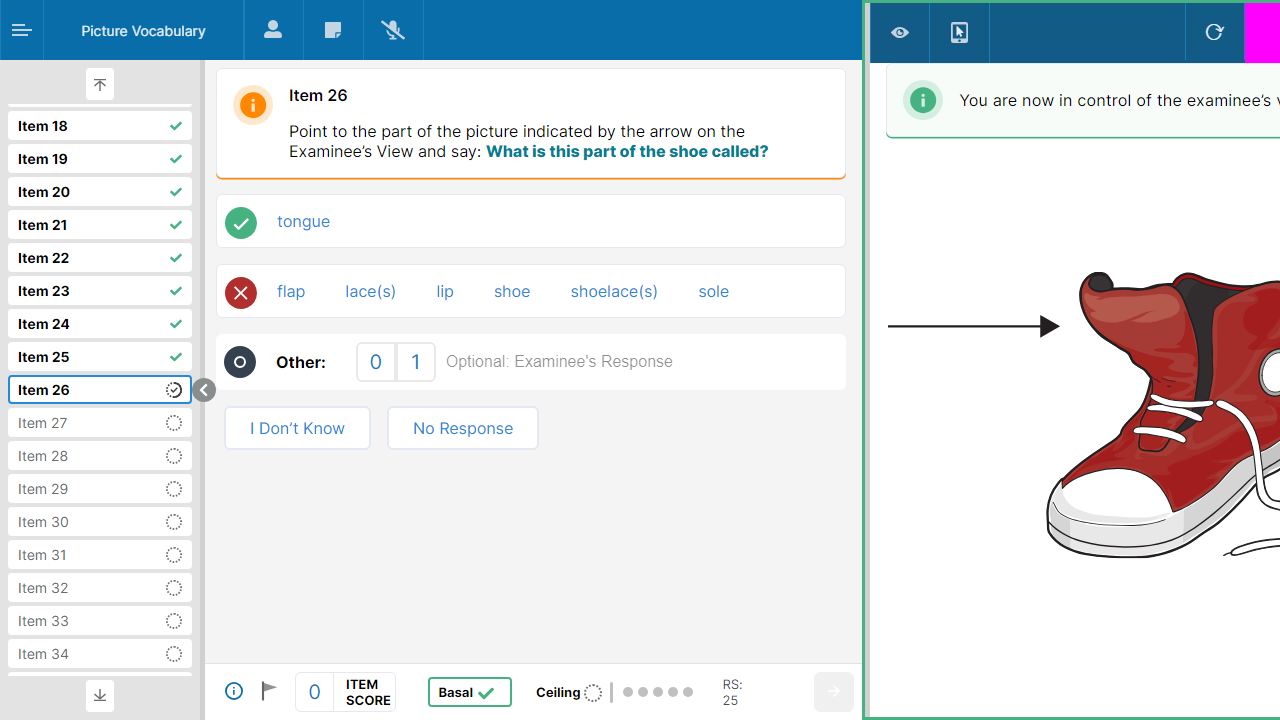 Picture Vocabulary
Item 18
Item 19
Item 20
Item 21
Item 22
Item 23
Item 24
Item 25
Item 26
Item 27
Item 28
Item 29
Item 30
Item 31
Item 32
Item 33
Item 34
Item 26
Point to the part of the picture indicated by the arrow on the
Examinee’s View and say: What is this part of the shoe called?
tongue
flap lace(s) lip shoe shoelace(s) sole
Other: 0 1 Optional: Examinee's Response
I Don’t Know No Response
0 ITEM SCORE
Basal
Ceiling
RS:
25
You are now in control of the examinee’s